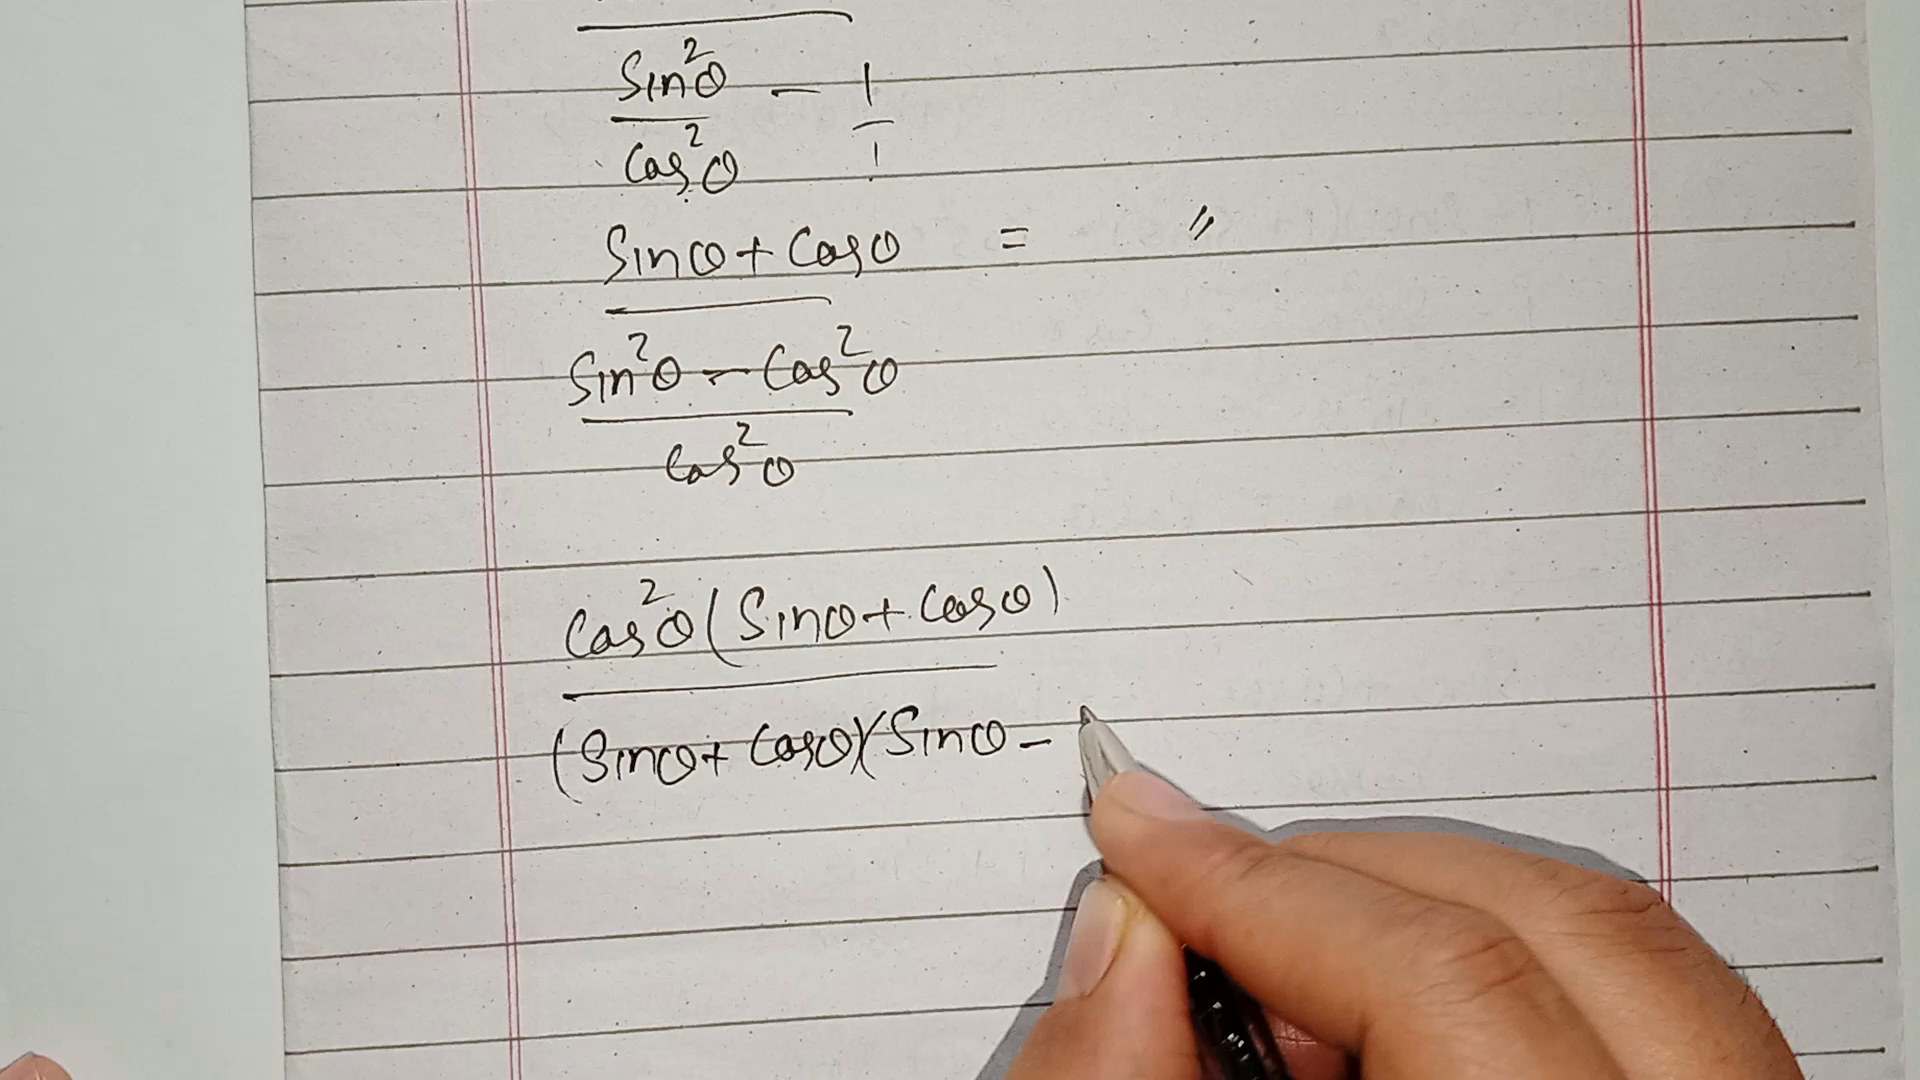 Sin²θ - 1
Cos²θ 1
Sinθ + Cosθ = "
Sin²θ - Cos²θ
Cos²θ
Cos²θ(Sinθ + Cosθ)
(Sinθ + Cosθ)(Sinθ -